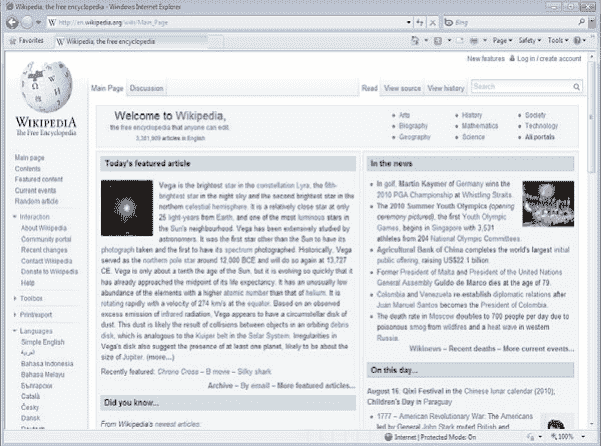 Wikipedia, the free encyclopedia - Windows Internet Explorer
http://en.wikipedia.org/wiki/Main_Page
Bing
Favorites
Wikipedia, the free encyclopedia
Page
Safety
Tools
New features
Log in / create account
Main Page
Discussion
Read
View source
View history
Search
WIKIPEDIA
The Free Encyclopedia
Main page
Contents
Featured content
Current events
Random article
Interaction
About Wikipedia
Community portal
Recent changes
Contact Wikipedia
Donate to Wikipedia
Help
Toolbox
Print/export
Languages
Simple English
العربية
Bahasa Indonesia
Bahasa Melayu
Български
Català
Česky
Dansk
Deutsch
Welcome to Wikipedia,
the free encyclopedia that anyone can edit.
articles in English
Arts
Biography
Geography
History
Mathematics
Science
Society
Technology
All portals
Today's featured article
Vega is the brightest star in the constellation Lyra, the fifth-
brightest star in the night sky and the second brightest star in the
northern celestial hemisphere. It is a relatively close star at only
25 light-years from Earth, and one of the most luminous stars in
the Sun's neighbourhood. Vega has been extensively studied by
astronomers. It was the first star other than the Sun to have its
photograph taken and the first to have its spectrum photographed. Historically, Vega
served as the northern pole star around 12,000 BCE and will do so again at 13,727
CE. Vega is only about a tenth the age of the Sun, but it is evolving so quickly that it
has already approached the midpoint of its life expectancy. It has an unusually low
abundance of the elements with a higher atomic number than that of helium. It is
rotating rapidly with a velocity of 274 km/s at the equator. Based on an observed
excess emission of infrared radiation, Vega appears to have a circumstellar disk of
dust. This dust is likely the result of collisions between objects in an orbiting debris
disk, which is analogous to the Kuiper belt in the Solar System. Irregularities in
Vega's disk also suggest the presence of at least one planet, likely to be about the
size of Jupiter. (more...)
Recently featured: Chrono Cross – B movie – Silky shark
Archive – By email – More featured articles...
Did you know...
From Wikipedia's newest articles:
In the news
In golf, Martin Kaymer of Germany wins the
2010 PGA Championship at Whistling Straits.
The 2010 Summer Youth Olympics (opening
ceremony pictured), the first Youth Olympic
Games, begins in Singapore with 3,531
athletes from 204 National Olympic Committees.
Agricultural Bank of China completes the world's largest initial
public offering, raising US$22.1 billion.
Former President of Malta and President of the United Nations
General Assembly Guido de Marco dies at the age of 79.
Colombia and Venezuela re-establish diplomatic relations after
Juan Manuel Santos becomes the President of Colombia.
The death rate in Moscow doubles to 700 people per day due to
poisonous smog from wildfires and a heat wave in western
Russia.
Wikinews – Recent deaths – More current events...
On this day...
August 16: Qixi Festival in the Chinese lunar calendar (2010);
Children's Day in Paraguay
1777 – American Revolutionary War: The Americans
led by General John Stark routed British and
Internet | Protected Mode: On
100%